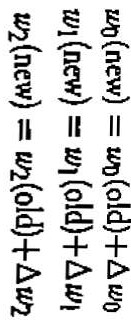 w₀(new) = w₀(old)+Δw₀
w₁(new) = w₁(old)+Δw₁
w₂(new) = w₂(old)+Δw₂